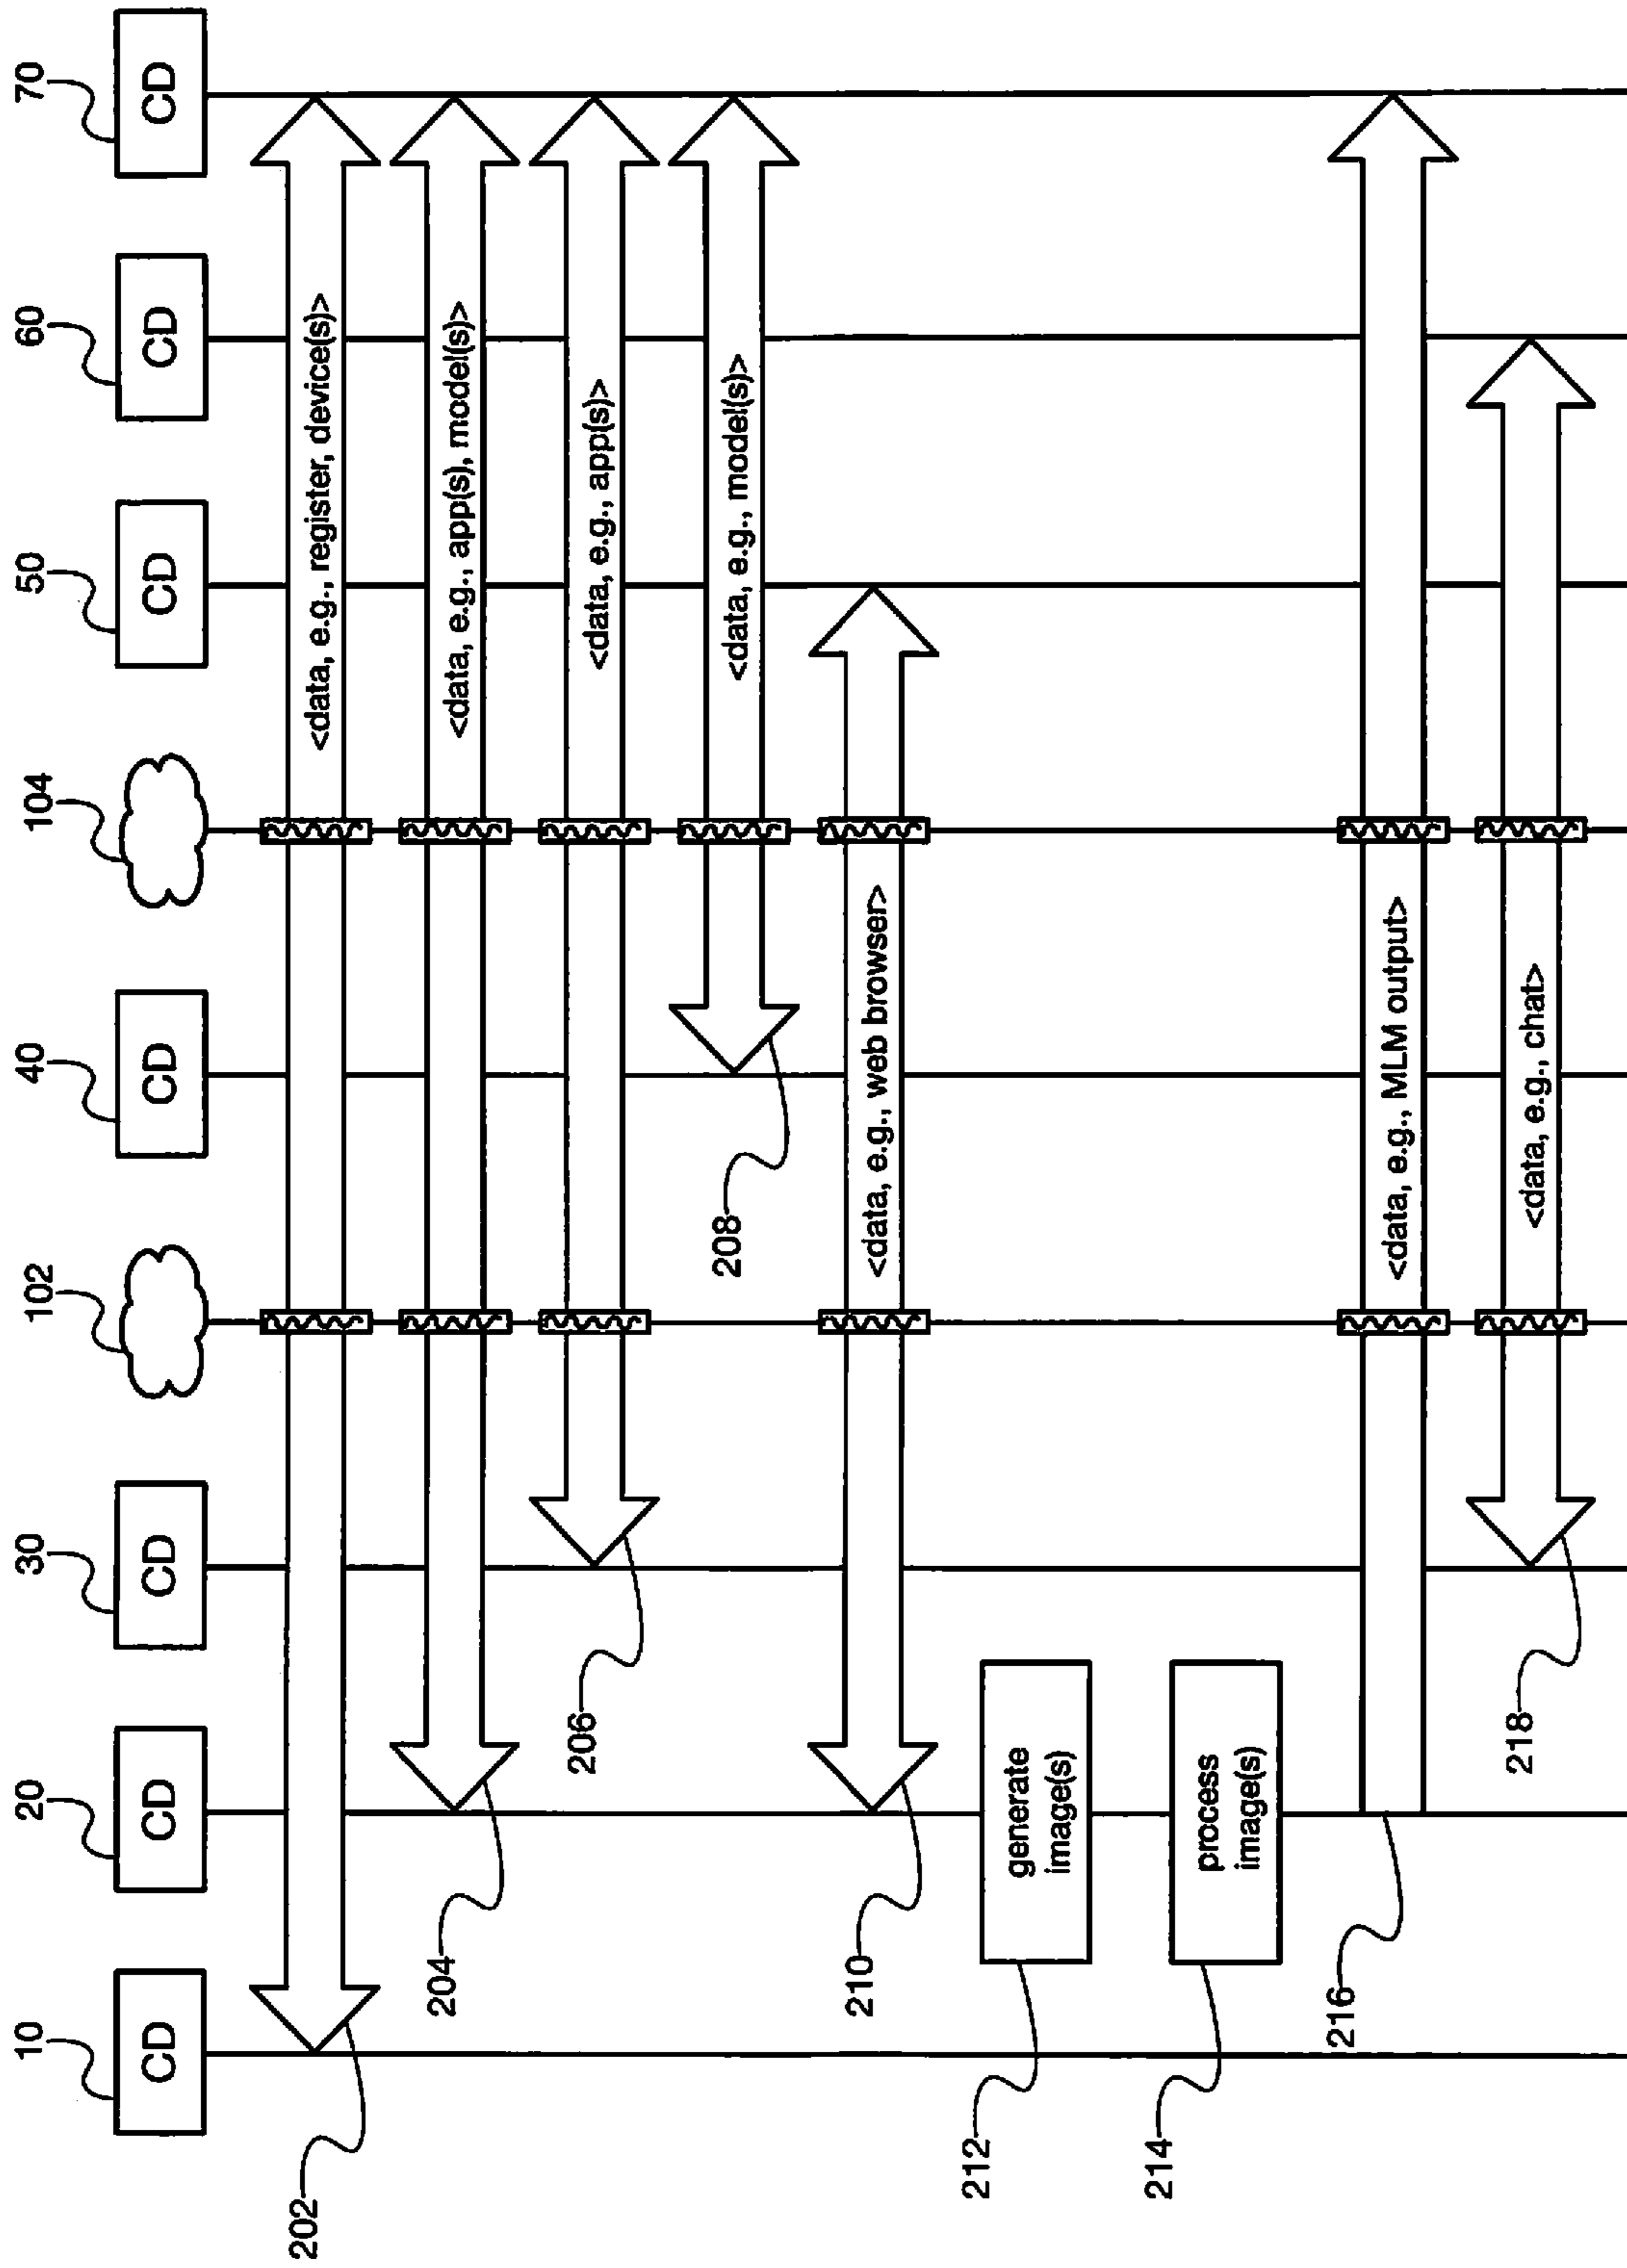 10
20
30
102
40
104
50
60
70
CD
CD
CD
CD
CD
CD
CD
202
<data, e.g., register, device(s)>
204
<data, e.g., app(s), model(s)>
206
<data, e.g., app(s)>
208
<data, e.g., model(s)>
210
<data, e.g., web browser>
212
generate
image(s)
214
process
image(s)
216
<data, e.g., MLM output>
218
<data, e.g., chat>